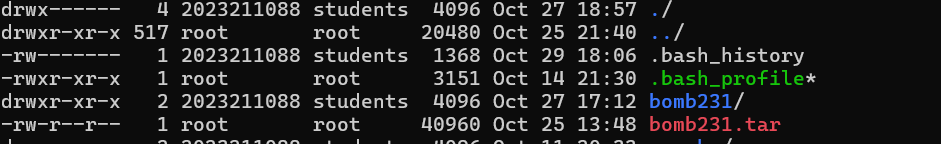 drwx------   4 2023211088 students  4096 Oct 27 18:57 ./
drwxr-xr-x 517 root       root     20480 Oct 25 21:40 ../
-rw-------   1 2023211088 students  1368 Oct 29 18:06 .bash_history
-rwxr-xr-x   1 root       root      3151 Oct 14 21:30 .bash_profile*
drwxr-xr-x   2 2023211088 students  4096 Oct 27 17:12 bomb231/
-rw-r--r--   1 root       root     40960 Oct 25 13:48 bomb231.tar